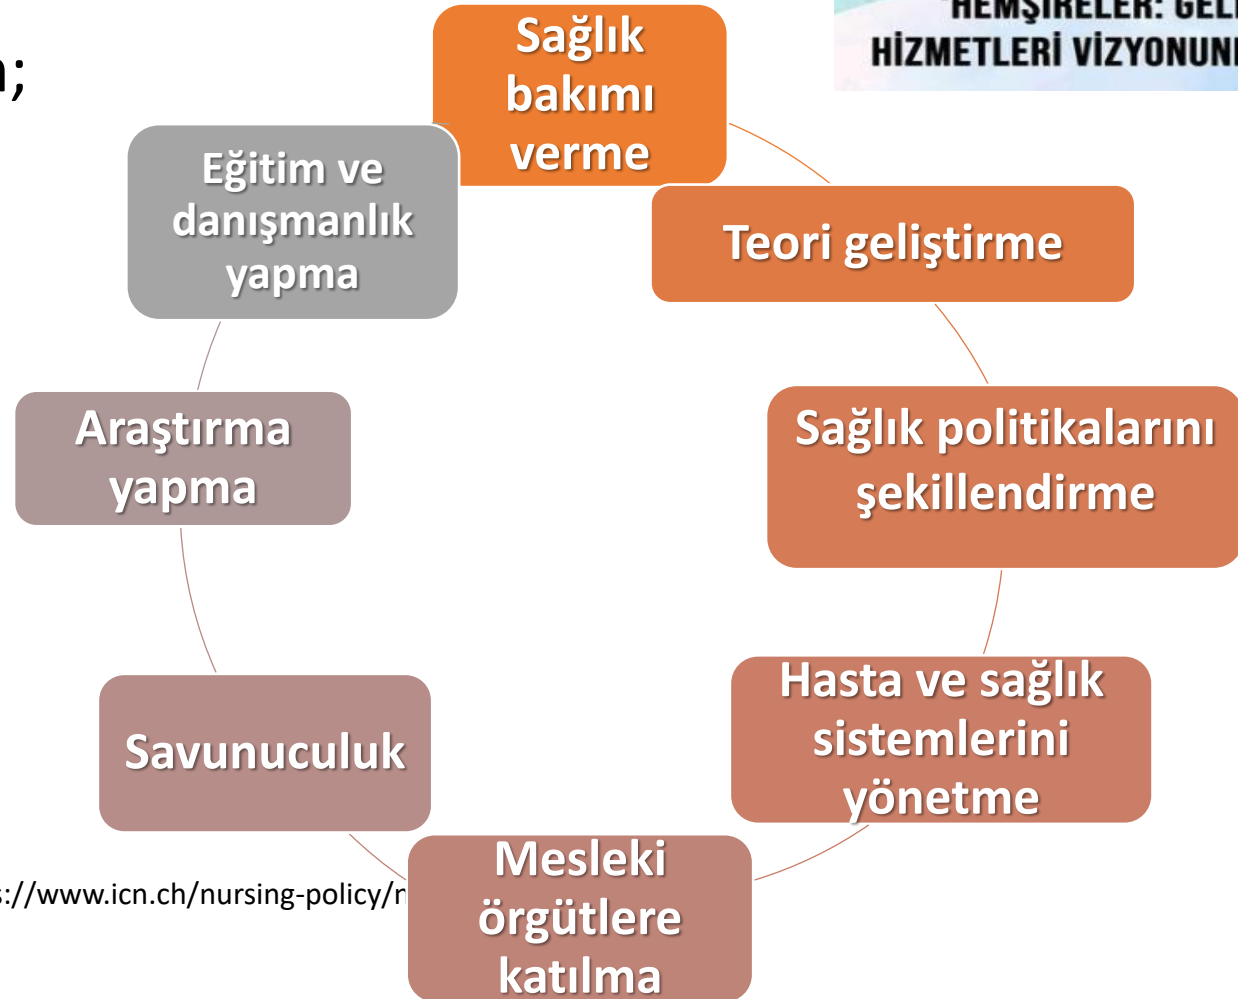 HEMŞİRELER: GELİ
HİZMETLERİ VİZYONUN
;
Sağlık
bakımı
verme
Eğitim ve
danışmanlık
yapma
Teori geliştirme
Araştırma
yapma
Sağlık politikalarını
şekillendirme
Savunuculuk
Hasta ve sağlık
sistemlerini
yönetme
Mesleki
örgütlere
katılma
s://www.icn.ch/nursing-policy/